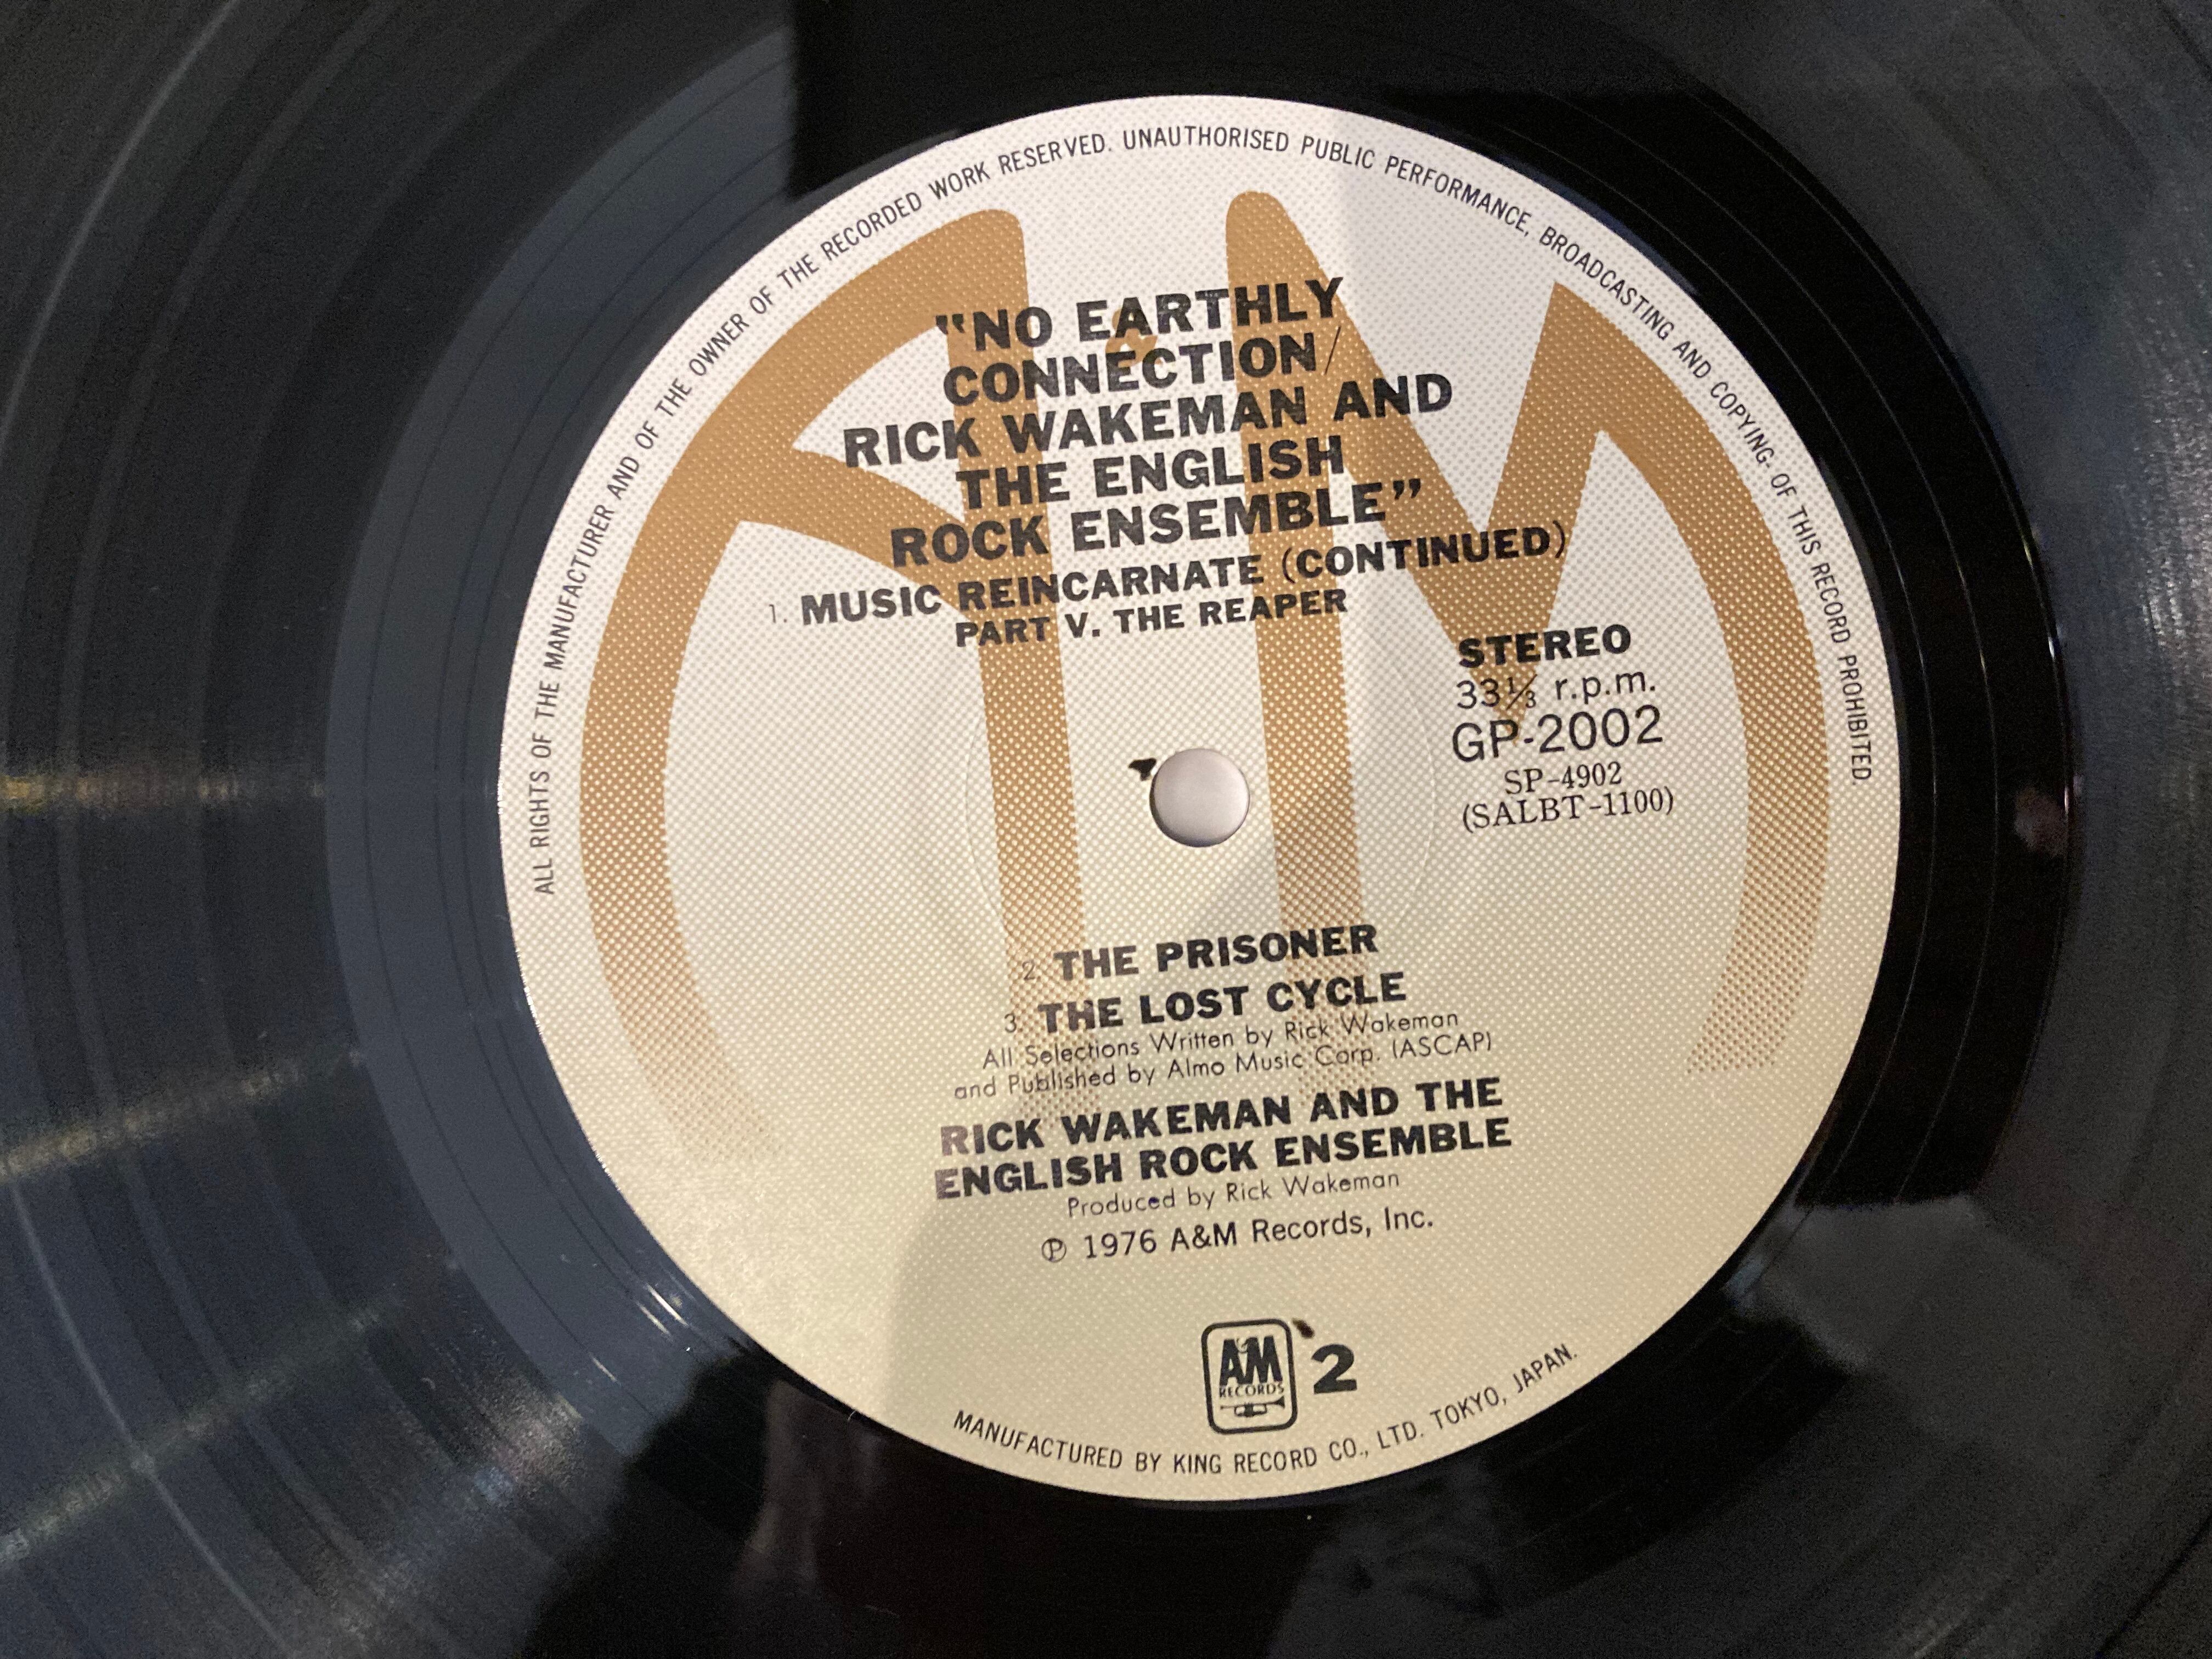 ALL RIGHTS OF THE MANUFACTURER AND OF THE OWNER OF THE RECORDED WORK RESERVED. UNAUTHORISED PUBLIC PERFORMANCE, BROADCASTING AND COPYING- OF THIS RECORD PROHIBITED.
A&M
"NO EARTHLY
CONNECTION/
RICK WAKEMAN AND
THE ENGLISH
ROCK ENSEMBLE"
1. MUSIC REINCARNATE (CONTINUED)
PART V. THE REAPER
STEREO
33⅓ r.p.m.
GP-2002
SP-4902
(SALBT-1100)
2. THE PRISONER
3. THE LOST CYCLE
All Selections Written by Rick Wakeman
and Published by Almo Music Corp. (ASCAP)
RICK WAKEMAN AND THE
ENGLISH ROCK ENSEMBLE
Produced by Rick Wakeman
℗ 1976 A&M Records, Inc.
A&M
RECORDS
2
MANUFACTURED BY KING RECORD CO., LTD. TOKYO, JAPAN.